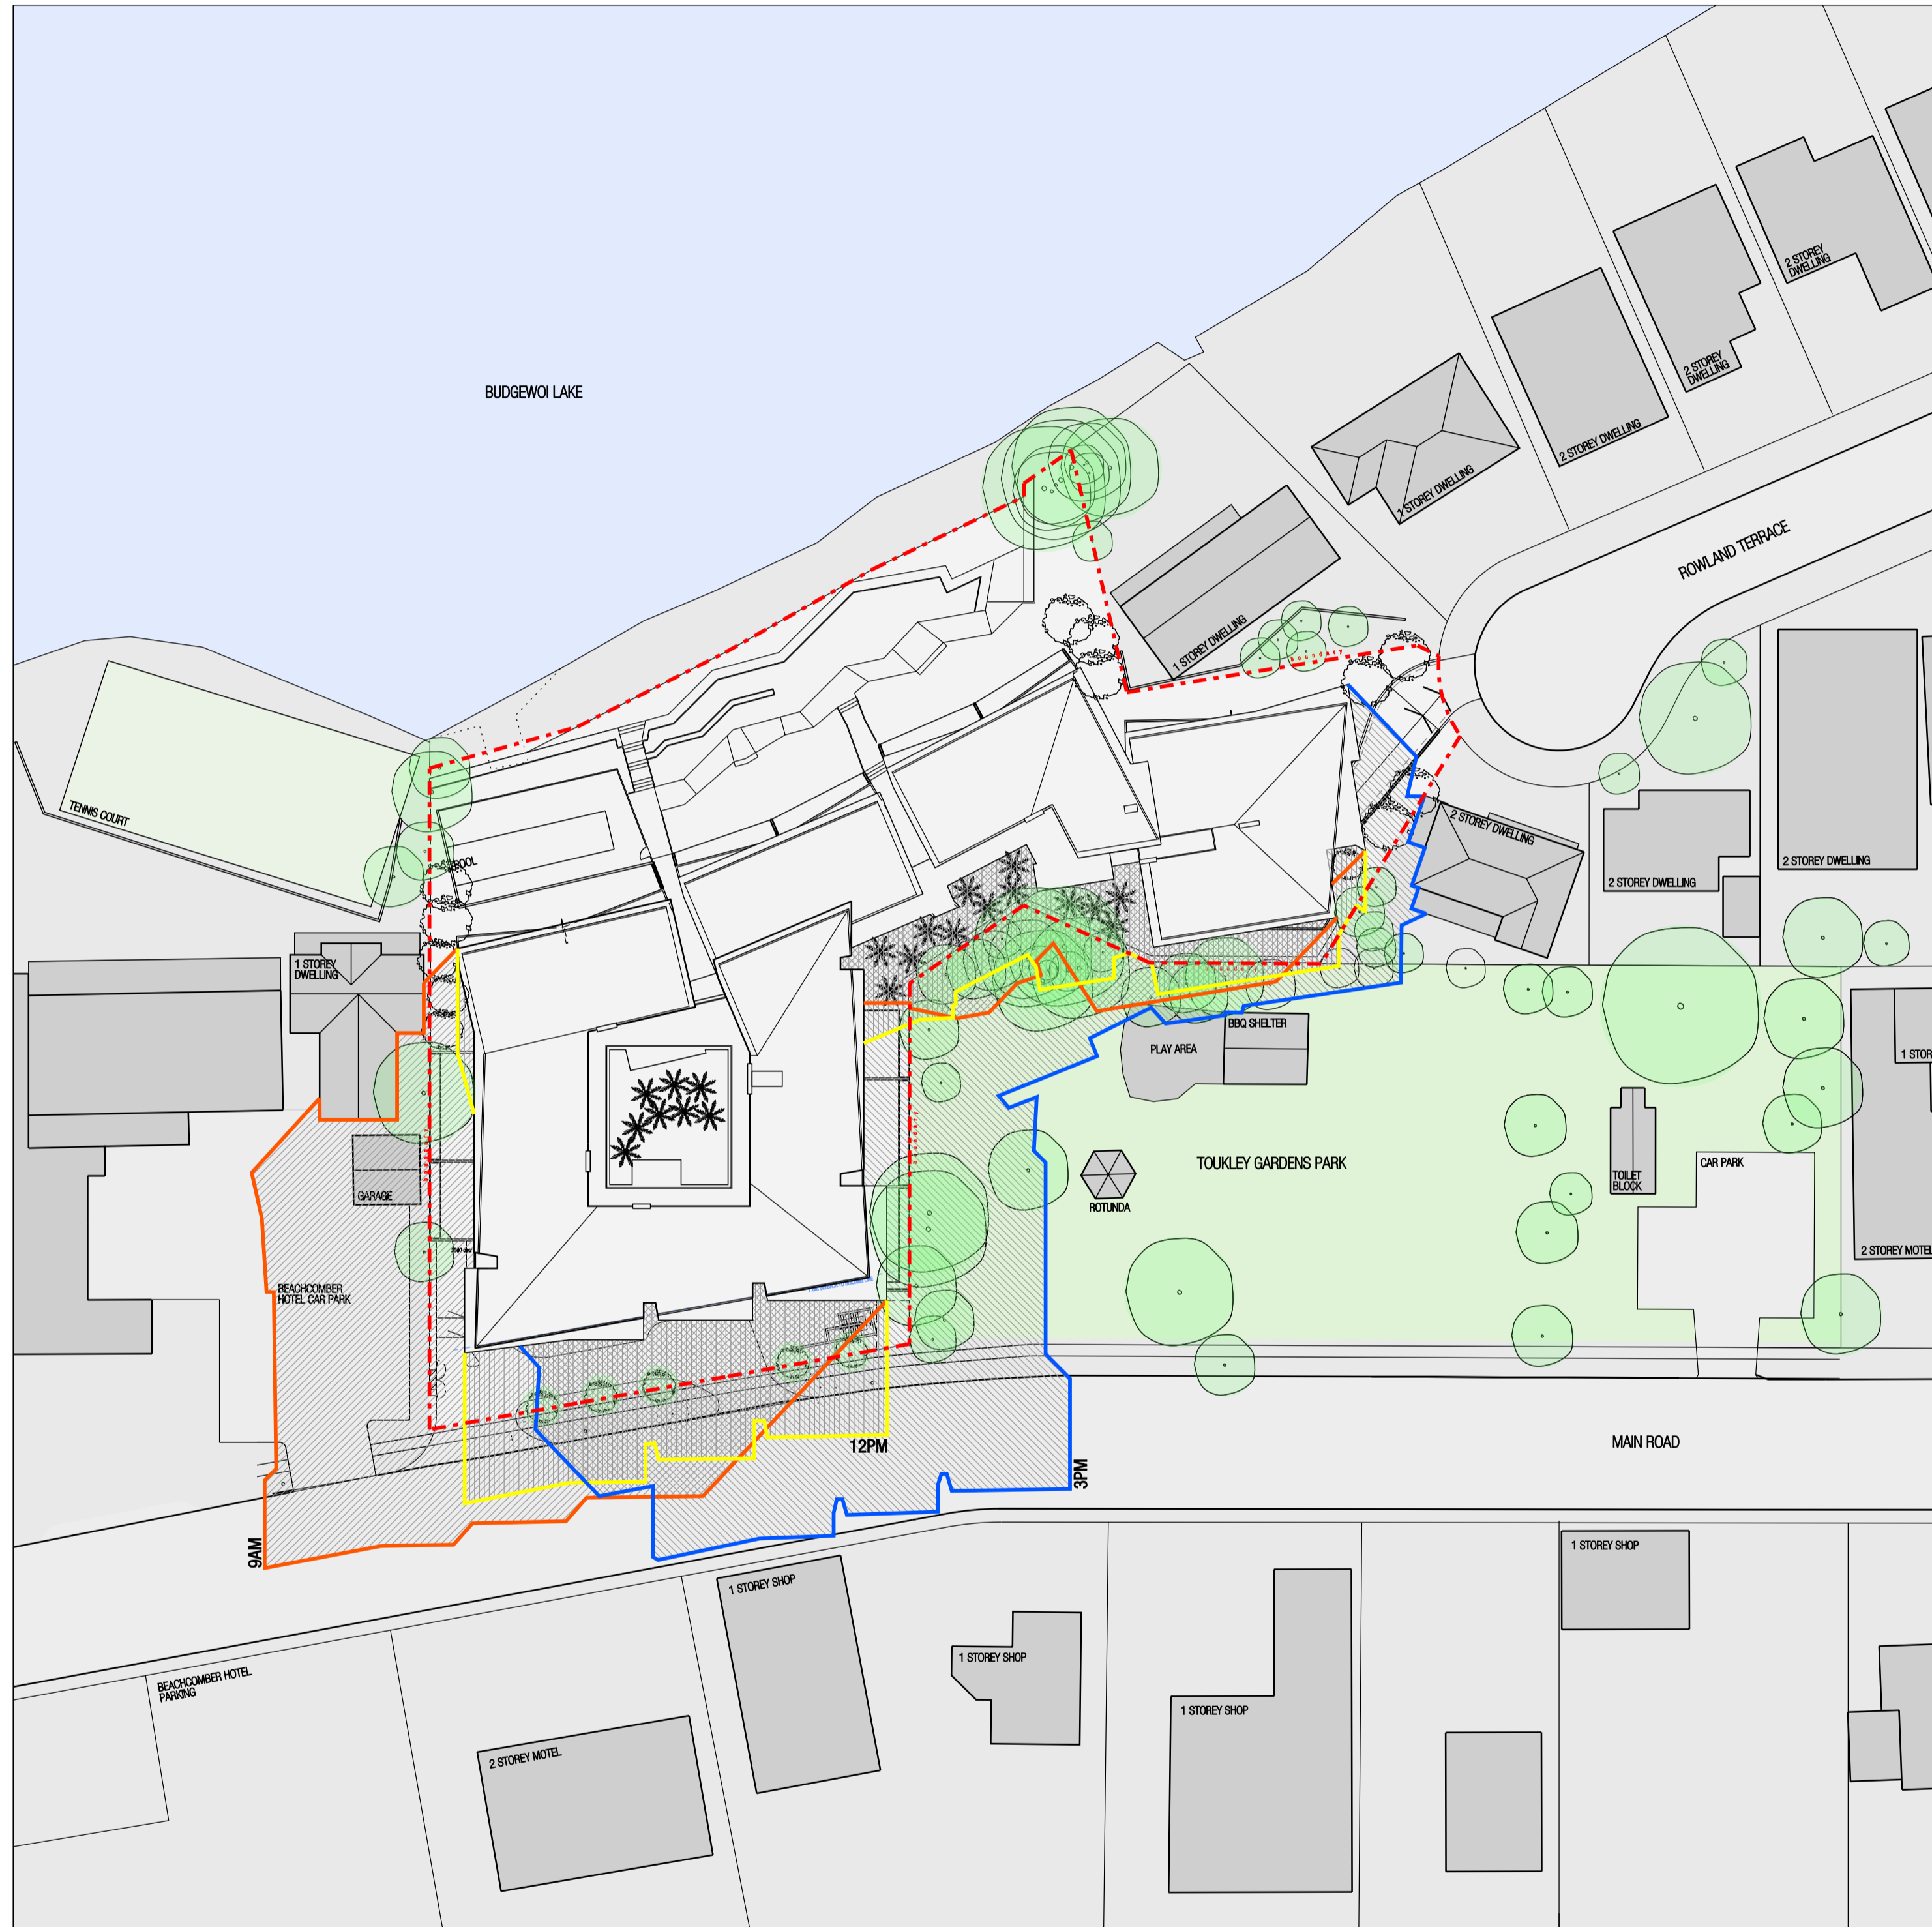 BUDGEWOI LAKE
2 STOREY
DWELLING
2 STOREY
DWELLING
2 STOREY DWELLING
1 STOREY DWELLING
ROWLAND TERRACE
1 STOREY DWELLING
boundary
TENNIS COURT
POOL
2 STOREY DWELLING
2 STOREY DWELLING
2 STOREY DWELLING
1 STOREY
DWELLING
BBQ SHELTER
PLAY AREA
1 STOR
TOUKLEY GARDENS PARK
CAR PARK
TOILET
BLOCK
GARAGE
ROTUNDA
2 STOREY MOTEL
BEACHCOMBER
HOTEL CAR PARK
12PM
MAIN ROAD
3PM
9AM
1 STOREY SHOP
1 STOREY SHOP
1 STOREY SHOP
BEACHCOMBER HOTEL
PARKING
1 STOREY SHOP
2 STOREY MOTEL